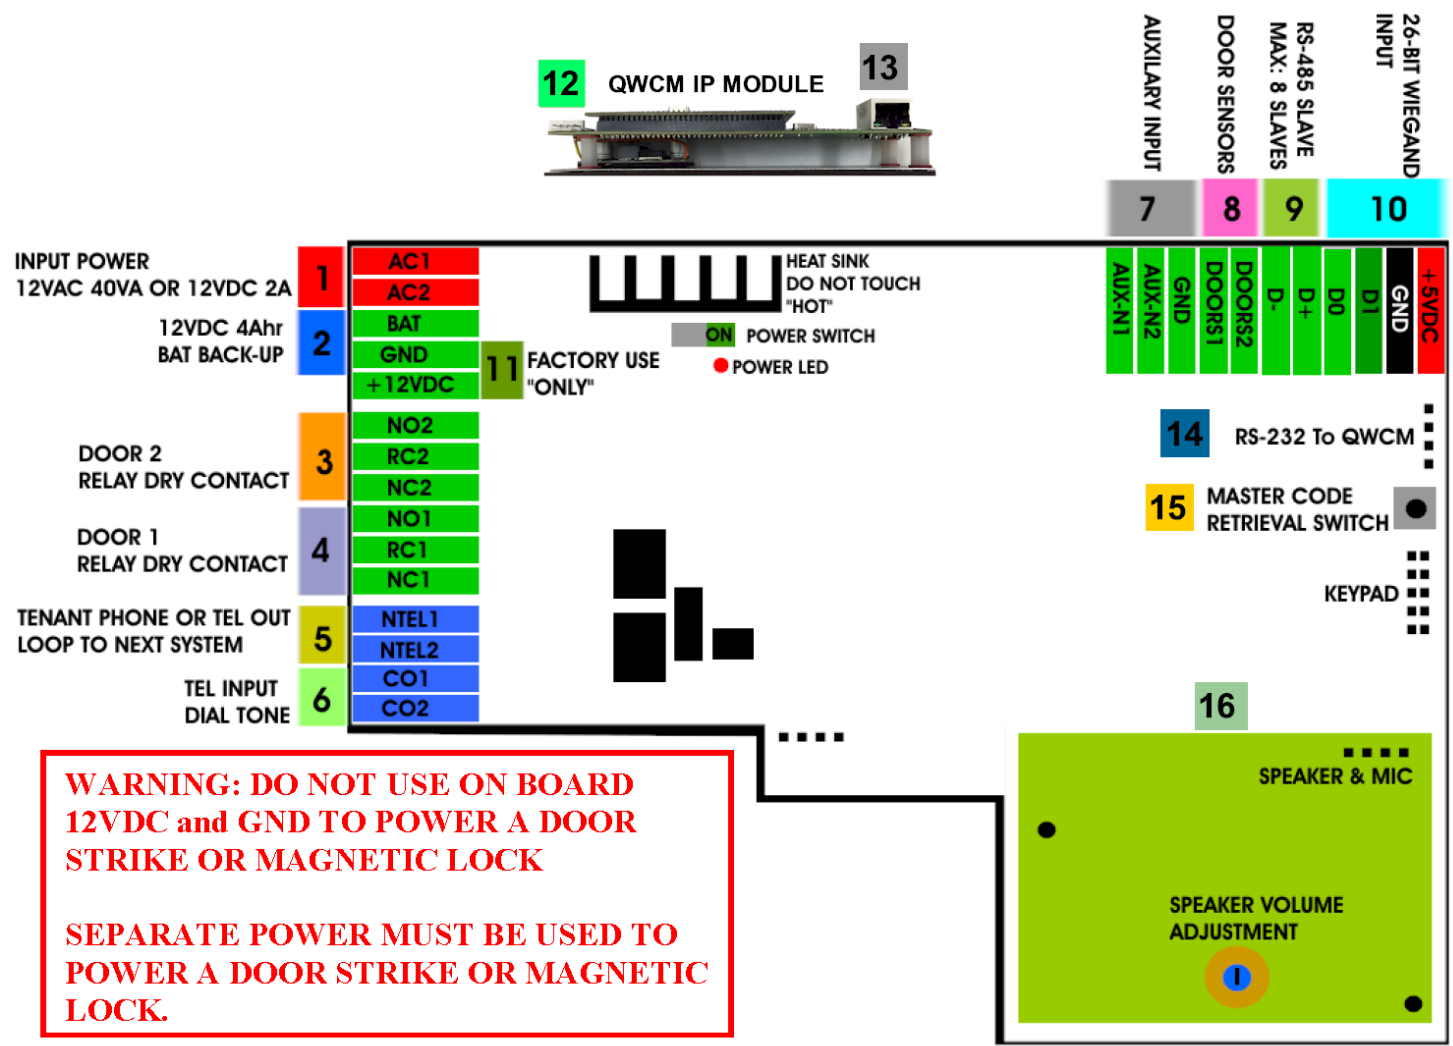 12
QWCM IP MODULE
13
AUXILARY INPUT
DOOR SENSORS
RS-485 SLAVE
MAX: 8 SLAVES
26-BIT WIEGAND
INPUT
7
8
9
10
AUX-N1
AUX-N2
GND
DOORS1
DOORS2
D-
D+
D0
D1
GND
+5VDC
INPUT POWER
12VAC 40VA OR 12VDC 2A
1
AC1
AC2
12VDC 4Ahr
BAT BACK-UP
2
BAT
GND
+12VDC
11
FACTORY USE
"ONLY"
HEAT SINK
DO NOT TOUCH
"HOT"
ON
POWER SWITCH
POWER LED
DOOR 2
RELAY DRY CONTACT
3
NO2
RC2
NC2
DOOR 1
RELAY DRY CONTACT
4
NO1
RC1
NC1
TENANT PHONE OR TEL OUT
LOOP TO NEXT SYSTEM
5
NTEL1
NTEL2
TEL INPUT
DIAL TONE
6
CO1
CO2
14
RS-232 To QWCM
15
MASTER CODE
RETRIEVAL SWITCH
KEYPAD
16
SPEAKER & MIC
SPEAKER VOLUME
ADJUSTMENT
I
WARNING: DO NOT USE ON BOARD
12VDC and GND TO POWER A DOOR
STRIKE OR MAGNETIC LOCK
SEPARATE POWER MUST BE USED TO
POWER A DOOR STRIKE OR MAGNETIC
LOCK.